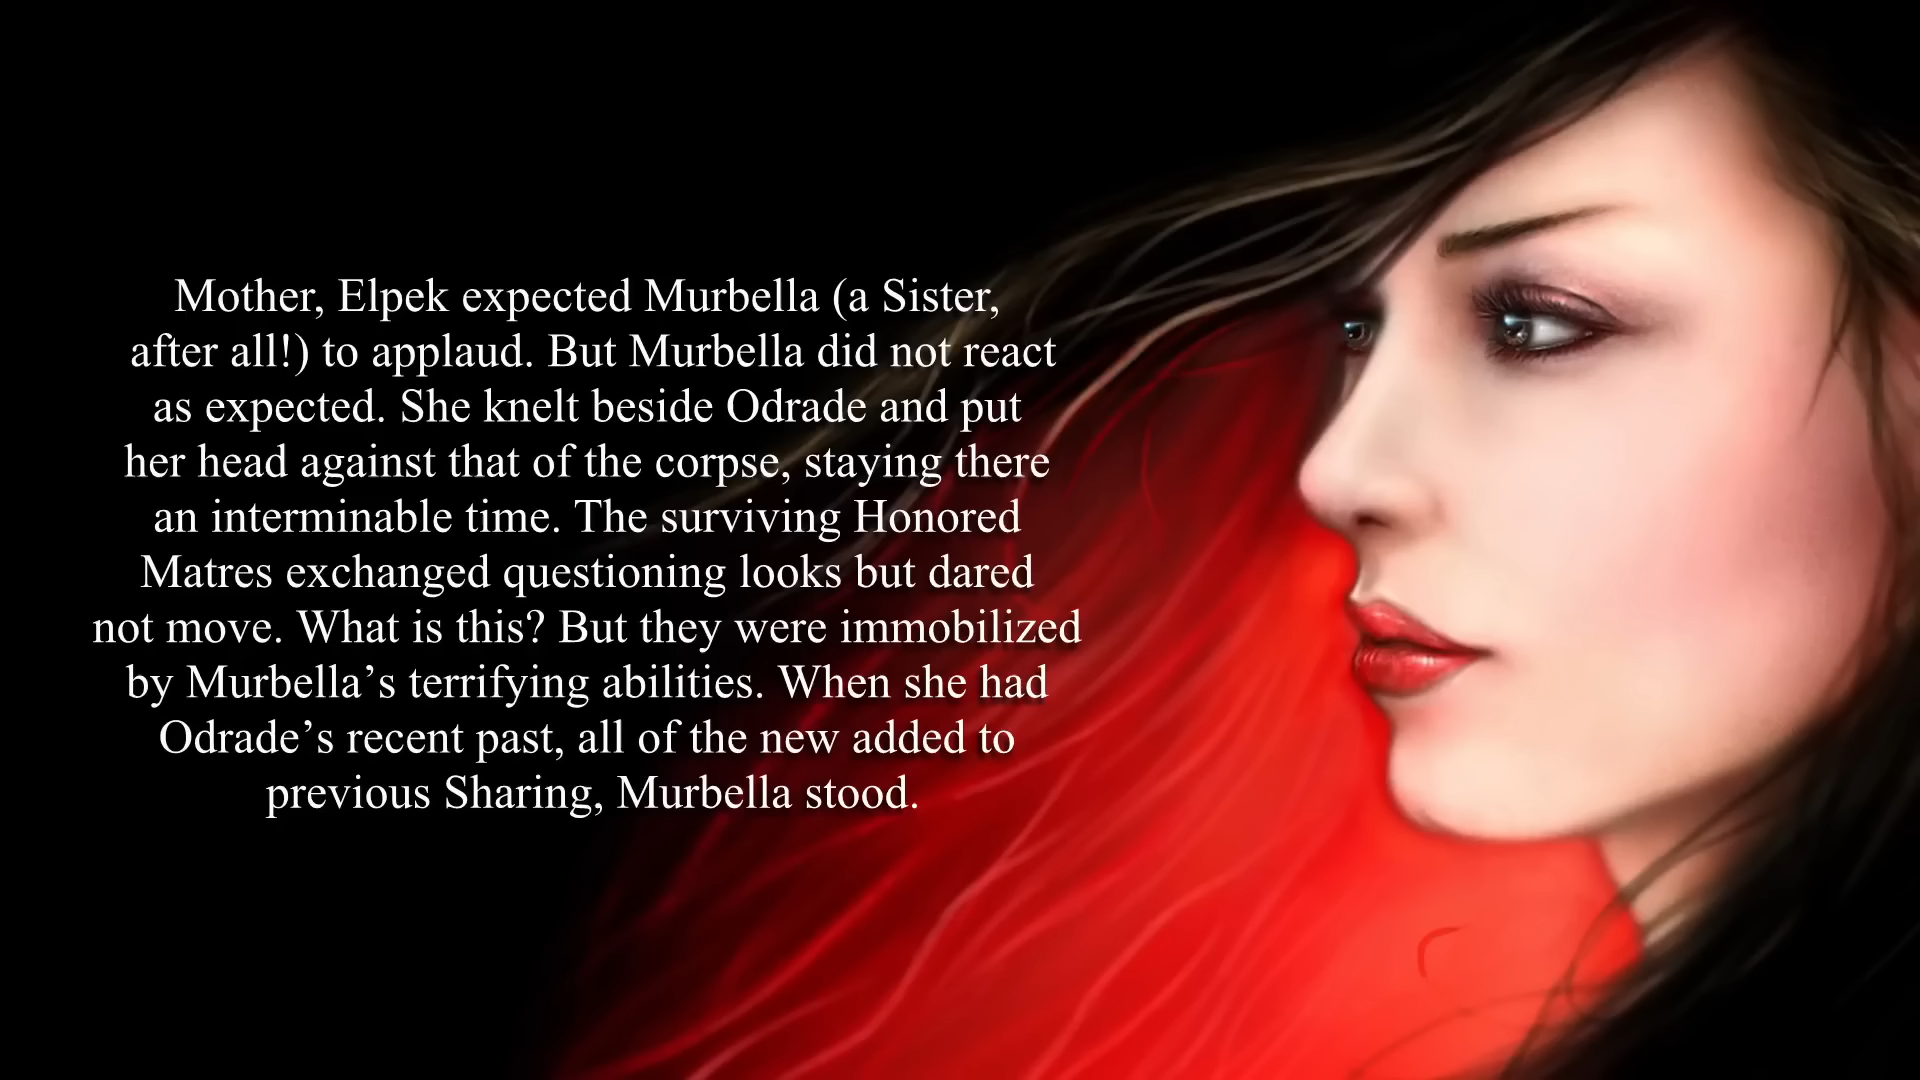 Mother, Elpek expected Murbella (a Sister,
after all!) to applaud. But Murbella did not react
as expected. She knelt beside Odrade and put
her head against that of the corpse, staying there
an interminable time. The surviving Honored
Matres exchanged questioning looks but dared
not move. What is this? But they were immobilized
by Murbella’s terrifying abilities. When she had
Odrade’s recent past, all of the new added to
previous Sharing, Murbella stood.